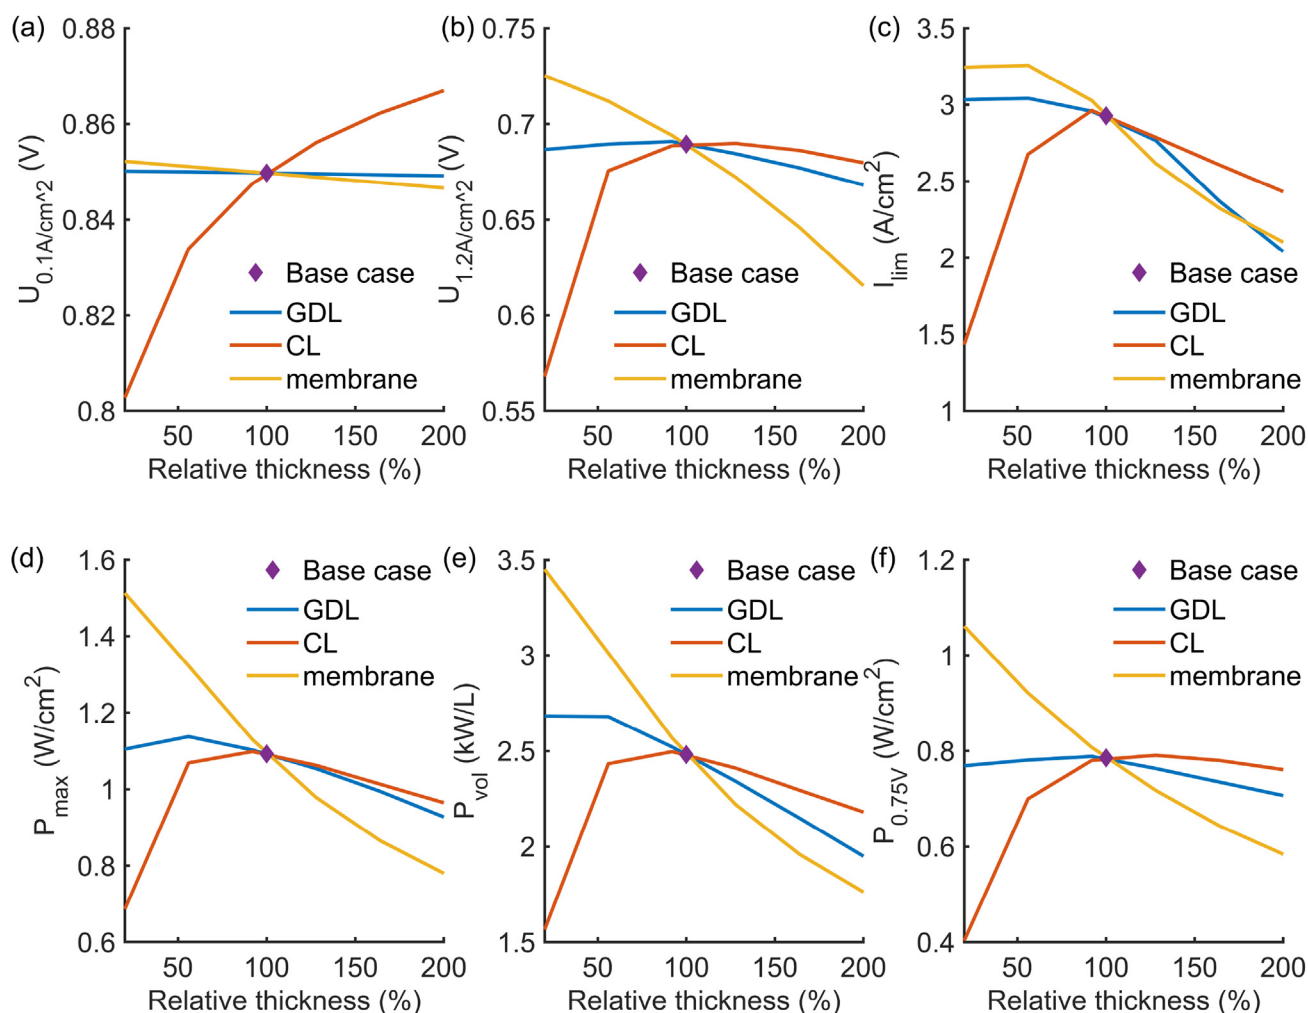 (a)
0.88
0.86
0.84
0.82
0.8
U_0.1A/cm^2 (V)
Base case
GDL
CL
membrane
50
100
150
200
Relative thickness (%)
(b)
0.75
0.7
0.65
0.6
0.55
U_1.2A/cm^2 (V)
Base case
GDL
CL
membrane
50
100
150
200
Relative thickness (%)
(c)
3.5
3
2.5
2
1.5
1
I_lim (A/cm²)
Base case
GDL
CL
membrane
50
100
150
200
Relative thickness (%)
(d)
1.6
1.4
1.2
1
0.8
0.6
P_max (W/cm²)
Base case
GDL
CL
membrane
50
100
150
200
Relative thickness (%)
(e)
3.5
3
2.5
2
1.5
P_vol (kW/L)
Base case
GDL
CL
membrane
50
100
150
200
Relative thickness (%)
(f)
1.2
1
0.8
0.6
0.4
P_0.75V (W/cm²)
Base case
GDL
CL
membrane
50
100
150
200
Relative thickness (%)